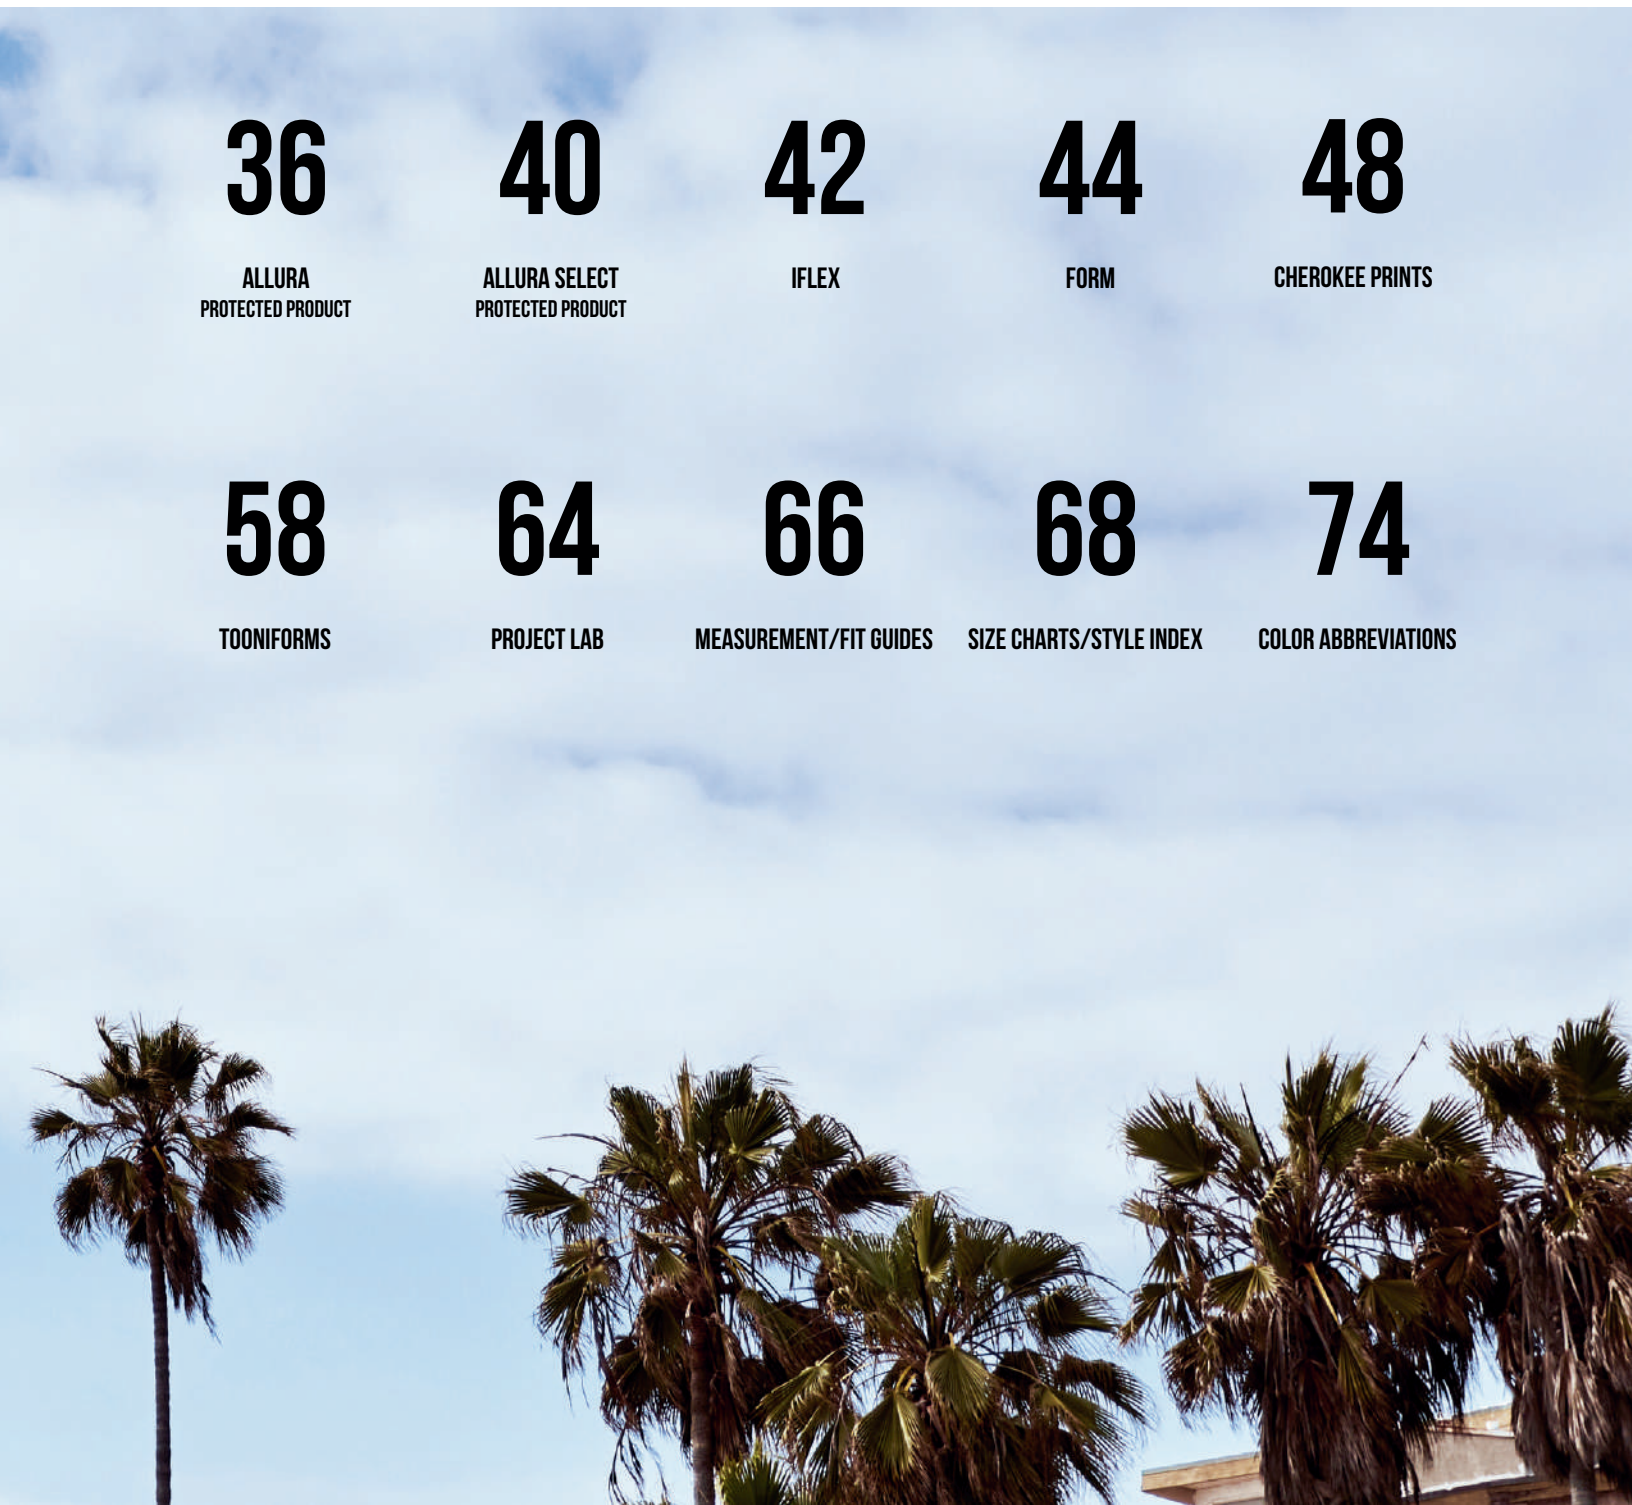 36
ALLURA
PROTECTED PRODUCT
40
ALLURA SELECT
PROTECTED PRODUCT
42
IFLEX
44
FORM
48
CHEROKEE PRINTS
58
TOONIFORMS
64
PROJECT LAB
66
MEASUREMENT/FIT GUIDES
68
SIZE CHARTS/STYLE INDEX
74
COLOR ABBREVIATIONS